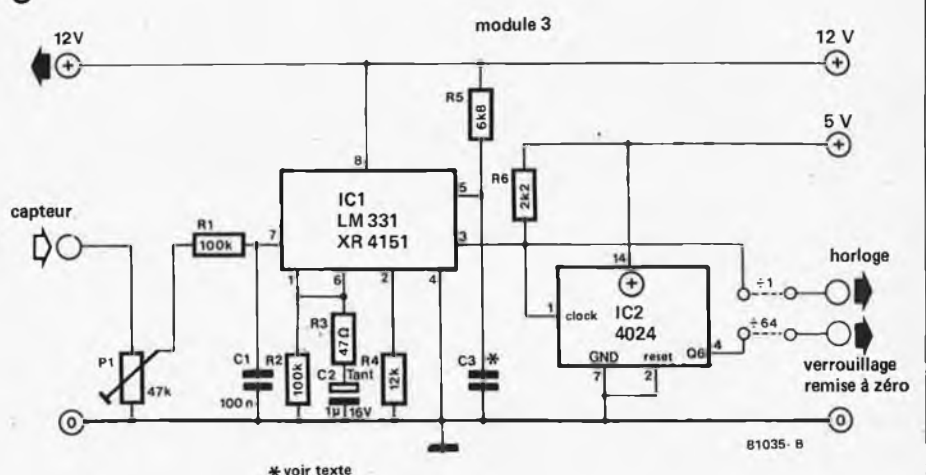 module 3
12V
12 V
R5
6k8
5 V
8
R6
2k2
IC1
LM 331
XR 4151
5
capteur
R1
100k
7
3
14
horloge
÷1
1
6
2
4
1
clock
IC2
4024
÷64
R3
47Ω
Q6
4
P1
47k
C1
100 n
R2
100k
C2
Tant
1µ
16V
R4
12k
C3
*
GND
reset
7
2
verrouillage
remise à zéro
0
0
81035- B
* voir texte